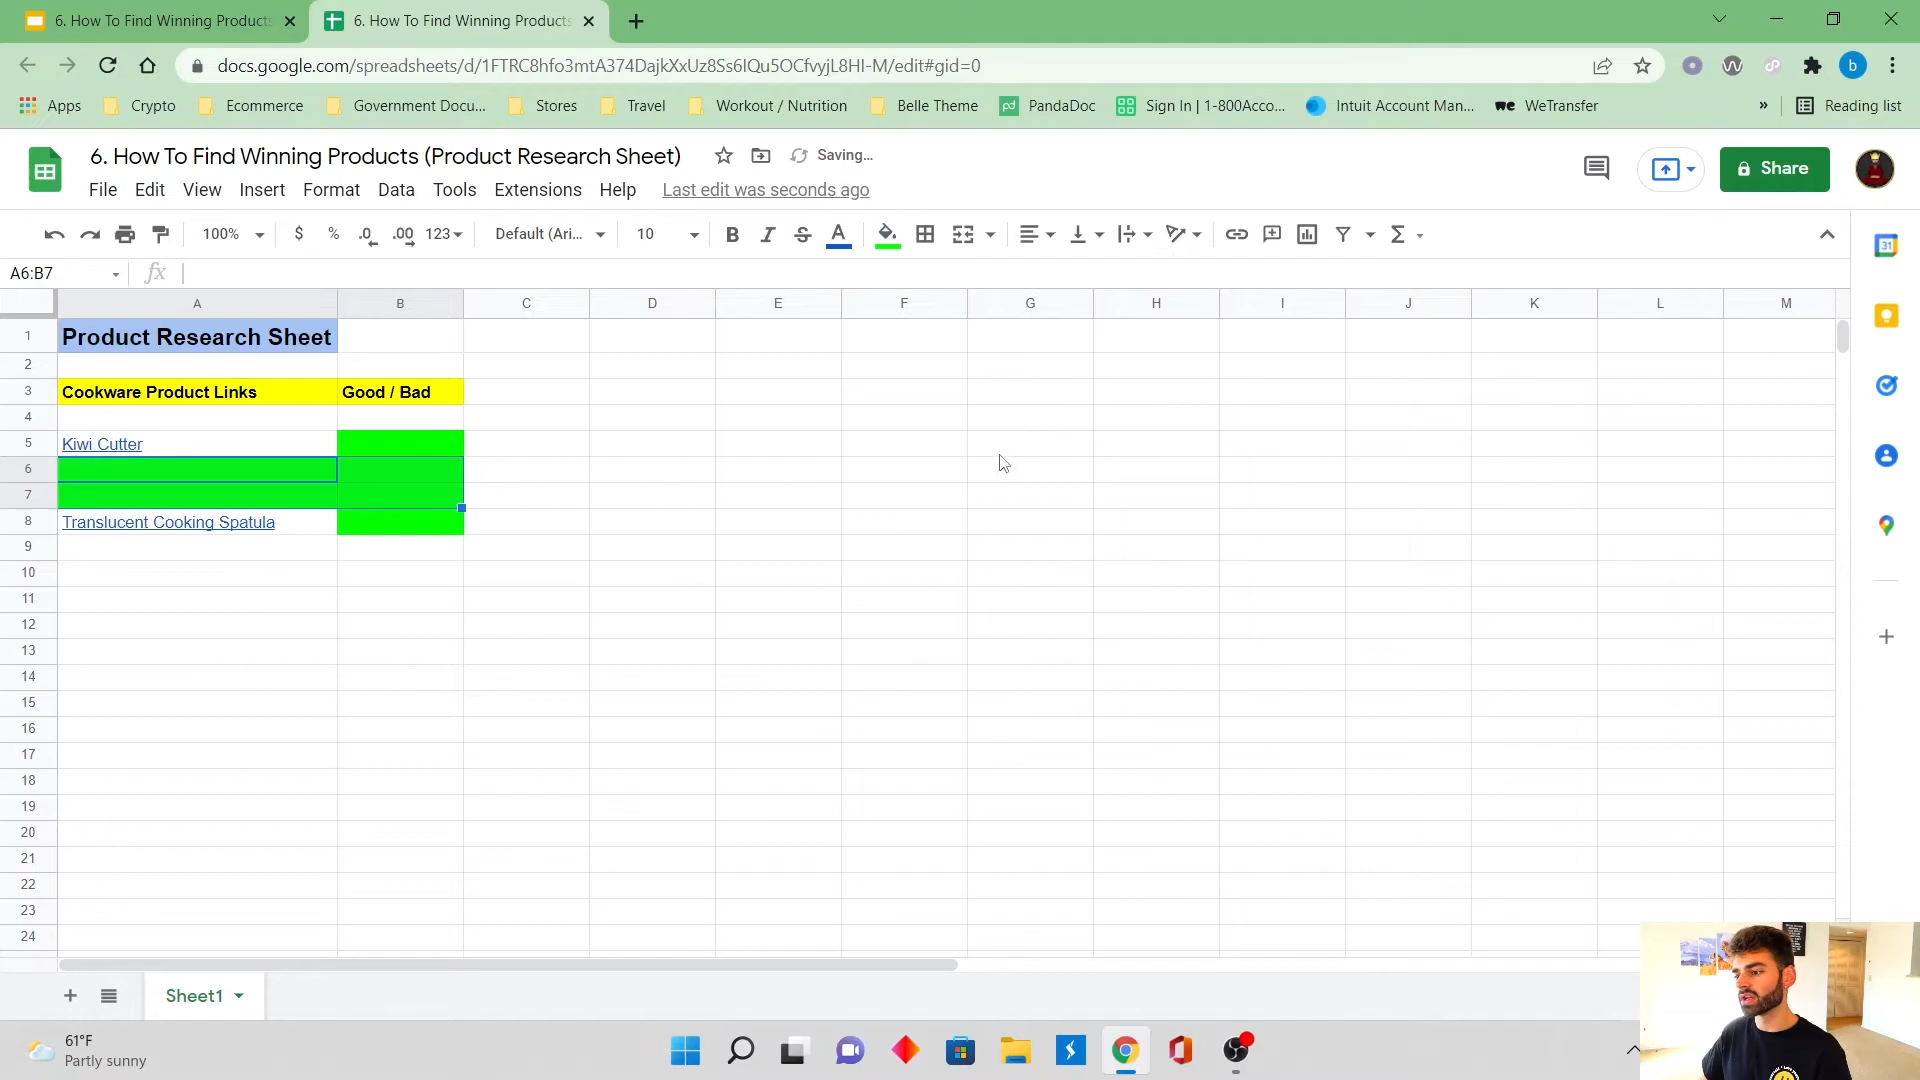 6. How To Find Winning Products
6. How To Find Winning Products
docs.google.com/spreadsheets/d/1FTRC8hfo3mtA374DajkXxUz8Ss6IQu5OCfvyjL8HI-M/edit#gid=0
b
Apps Crypto Ecommerce Government Docu... Stores Travel Workout / Nutrition Belle Theme pd PandaDoc Sign In | 1-800Acco... Intuit Account Man... we WeTransfer » Reading list
6. How To Find Winning Products (Product Research Sheet) Saving...
File Edit View Insert Format Data Tools Extensions Help Last edit was seconds ago
Share
100% $ % .0 .00 123 Default (Ari... 10 B I S A Σ
31
A6:B7 fx
A B C D E F G H I J K L M
1 Product Research Sheet
2
3 Cookware Product Links Good / Bad
4
5 Kiwi Cutter
6
7
8 Translucent Cooking Spatula
9
10
11
12
13
14
15
16
17
18
19
20
21
22
23
24
Sheet1
61°F
Partly sunny